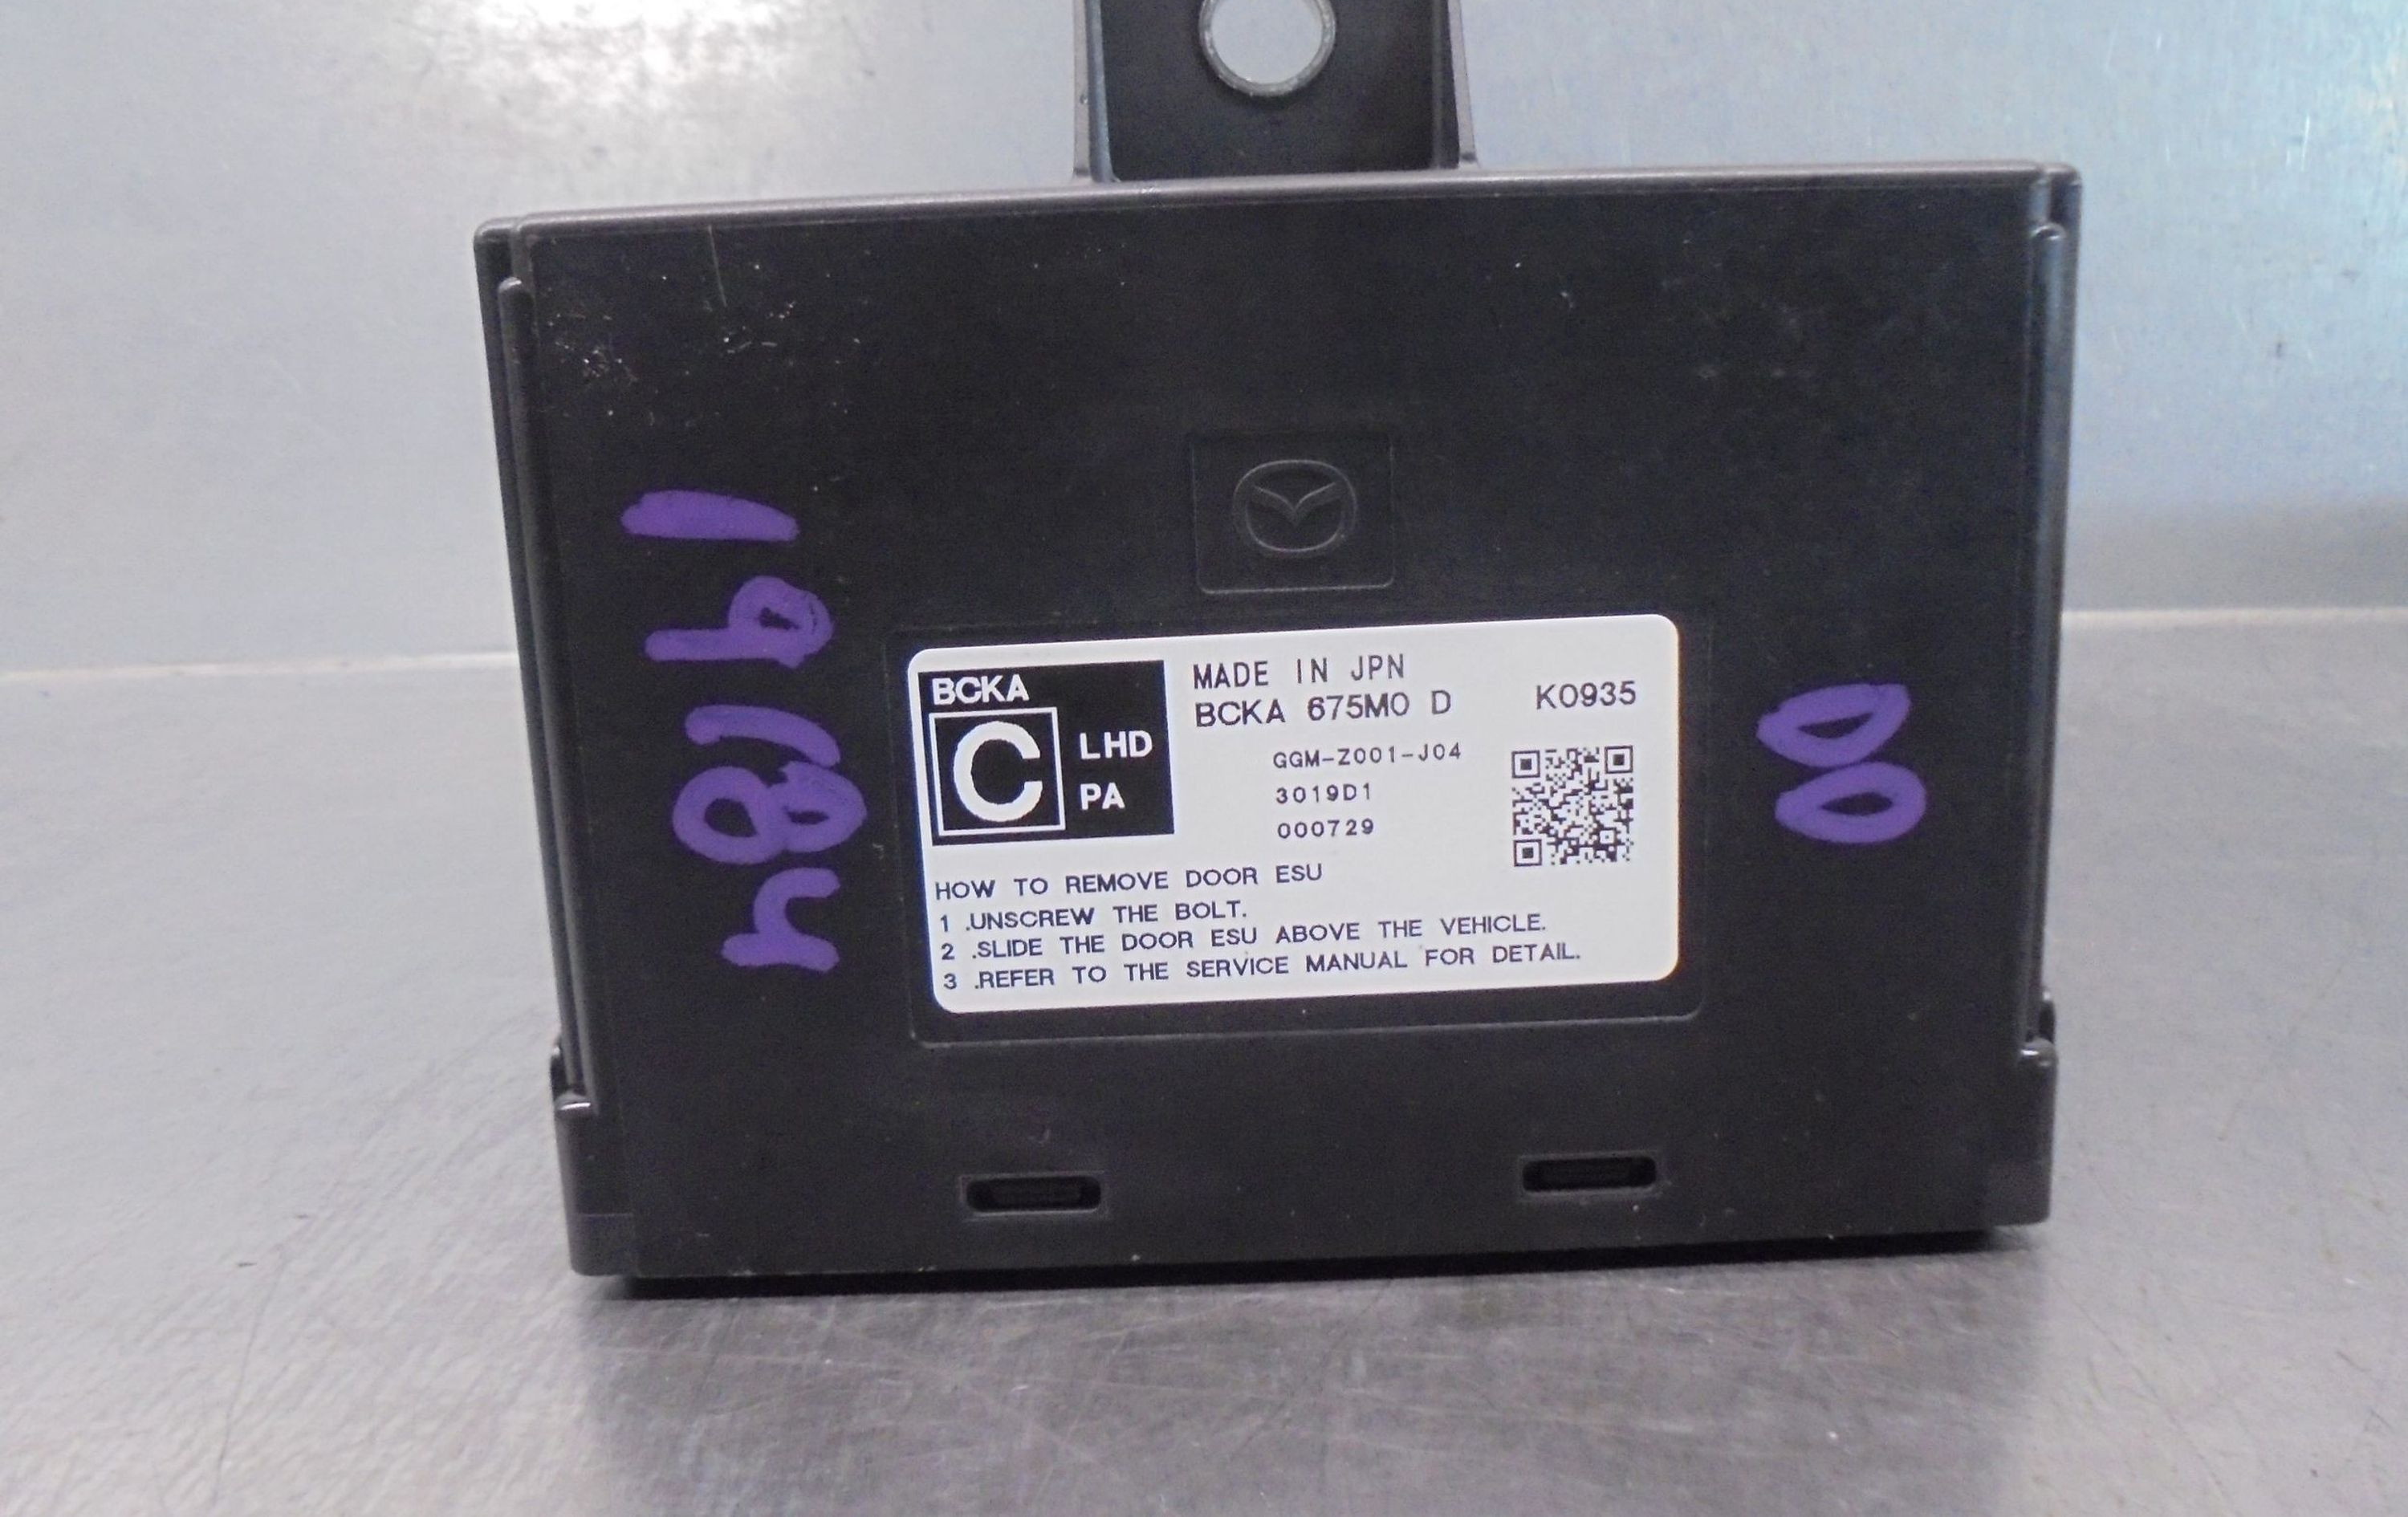 BCKA
C
LHD
PA
MADE IN JPN
BCKA 675M0 D
K0935
GGM-Z001-J04
3019D1
000729
HOW TO REMOVE DOOR ESU
1 .UNSCREW THE BOLT.
2 .SLIDE THE DOOR ESU ABOVE THE VEHICLE.
3 .REFER TO THE SERVICE MANUAL FOR DETAIL.
00